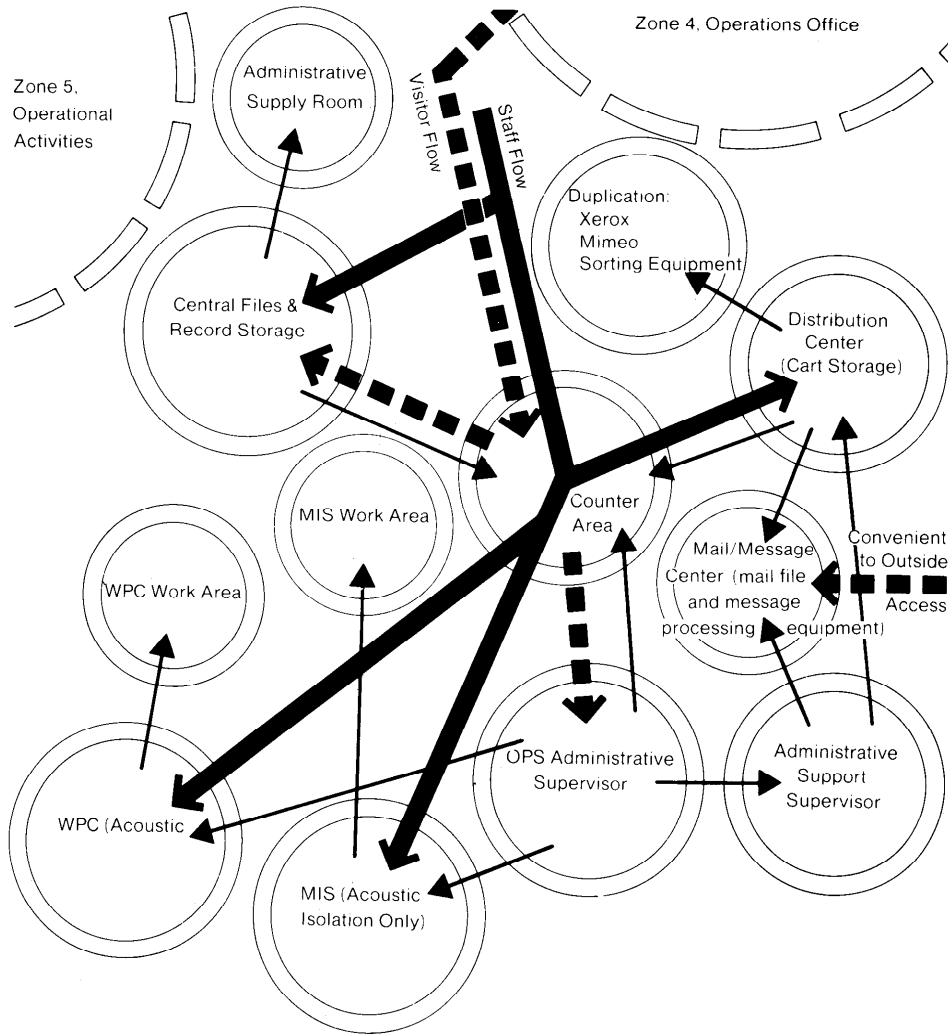 Zone 4, Operations Office
Zone 5,
Operational
Activities
Administrative
Supply Room
Visitor Flow
Staff Flow
Duplication:
Xerox
Mimeo
Sorting Equipment
Central Files &
Record Storage
Distribution
Center
(Cart Storage)
MIS Work Area
Counter
Area
WPC Work Area
Mail/Message
Center (mail file
and message
processing equipment)
Convenient
to Outside
Access
OPS Administrative
Supervisor
Administrative
Support
Supervisor
WPC (Acoustic
MIS (Acoustic
Isolation Only)